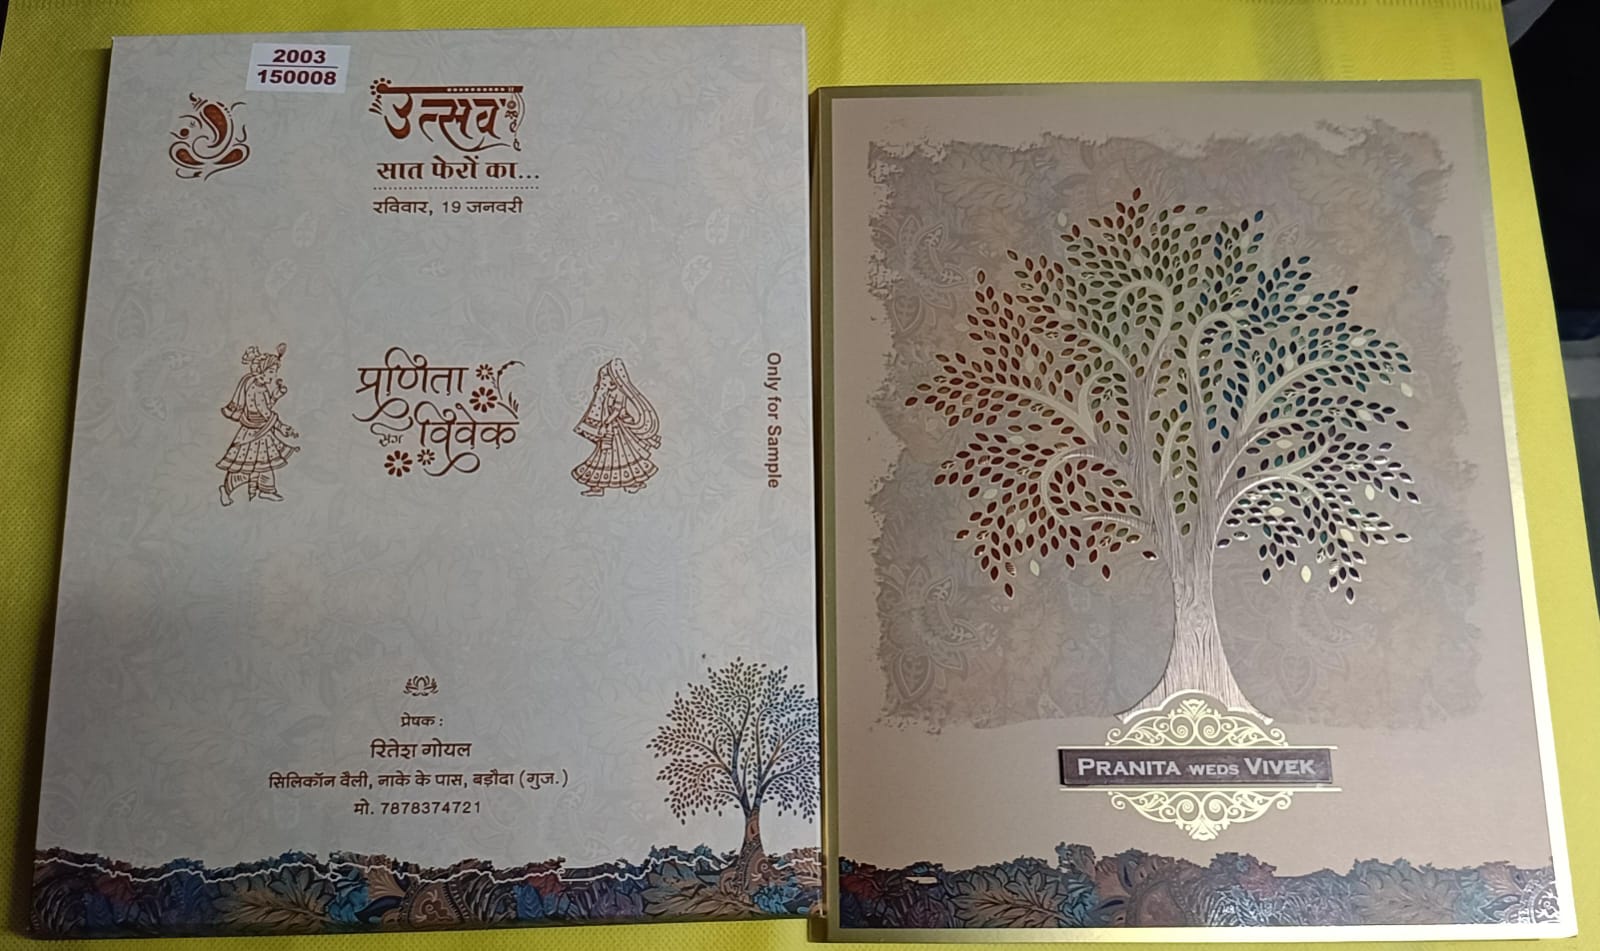 2003
150008
उत्सव
सात फेरों का...
रविवार, 19 जनवरी
प्रणिता
संग विवेक
Only for Sample
प्रेषक :
रितेश गोयल
सिलिकॉन वैली, नाके के पास, बड़ौदा (गुज.)
मो. 7878374721
PRANITA WEDS VIVEK